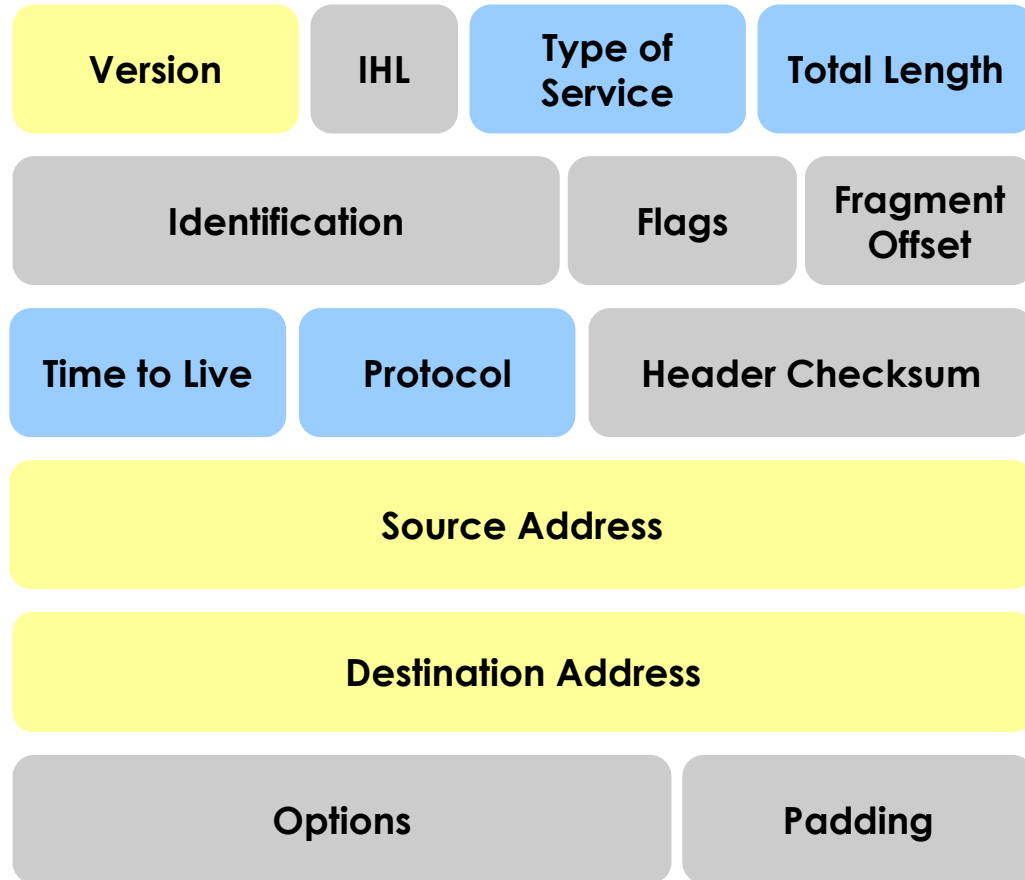 Version
IHL
Type of
Service
Total Length
Identification
Flags
Fragment
Offset
Time to Live
Protocol
Header Checksum
Source Address
Destination Address
Options
Padding